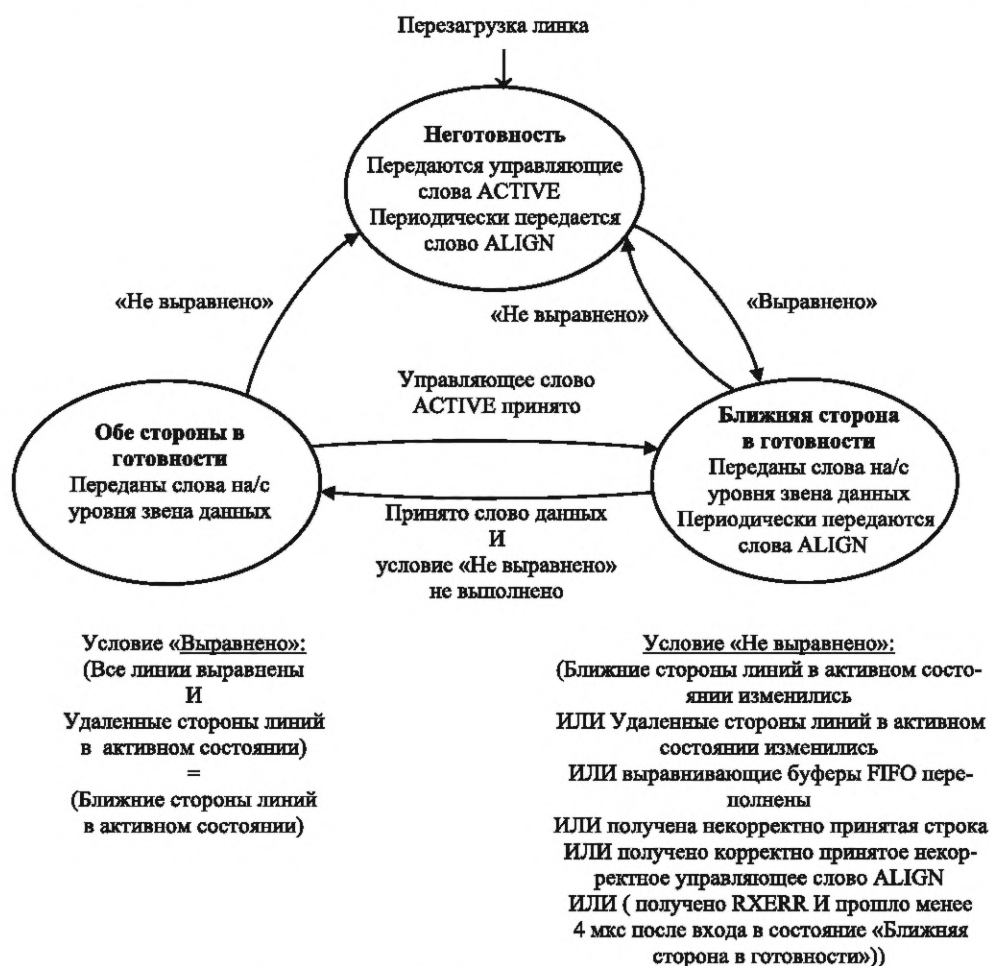 Перезагрузка линка
Неготовность
Передаются управляющие
слова ACTIVE
Периодически передается
слово ALIGN
«Не выравнено»
«Не выравнено»
«Выравнено»
Управляющее слово
ACTIVE принято
Обе стороны в
готовности
Переданы слова на/с
уровня звена данных
Ближняя сторона
в готовности
Переданы слова на/с
уровня звена данных
Периодически передаются
слова ALIGN
Принято слово данных
И
условие «Не выравнено»
не выполнено
Условие «Выравнено»:
(Все линии выравнены
И
Удаленные стороны линий
в активном состоянии)
=
(Ближние стороны линий
в активном состоянии)
Условие «Не выравнено»:
(Ближние стороны линий в активном состо-
янии изменились
ИЛИ Удаленные стороны линий в активном
состоянии изменились
ИЛИ выравнивающие буферы FIFO пере-
полнены
ИЛИ получена некорректно принятая строка
ИЛИ получено корректно принятое некор-
ректное управляющее слово ALIGN
ИЛИ ( получено RXERR И прошло менее
4 мкс после входа в состояние «Ближняя
сторона в готовности»))